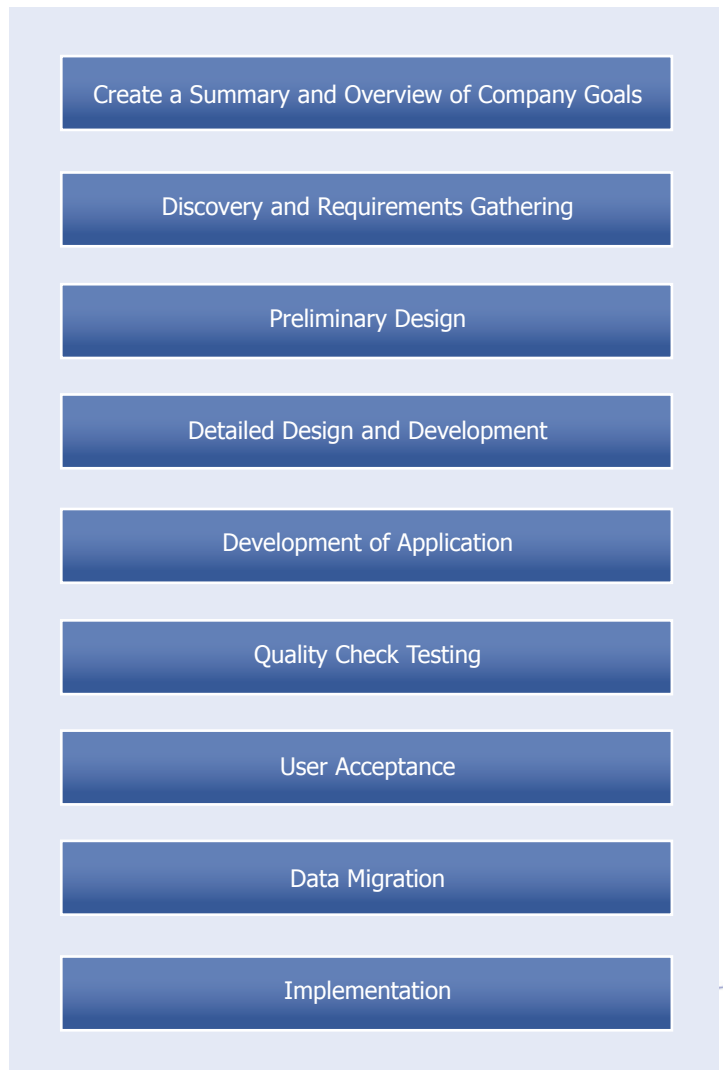 Create a Summary and Overview of Company Goals
Discovery and Requirements Gathering
Preliminary Design
Detailed Design and Development
Development of Application
Quality Check Testing
User Acceptance
Data Migration
Implementation